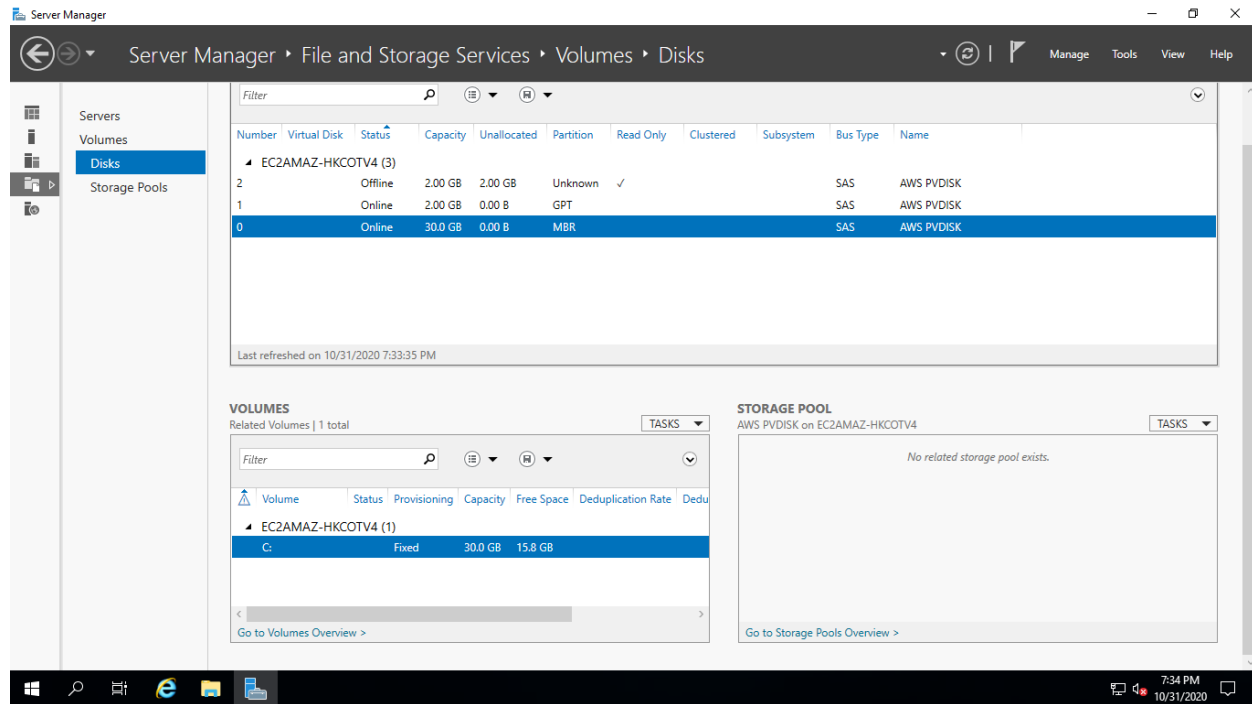 Server Manager
Server Manager ‣ File and Storage Services ‣ Volumes ‣ Disks
Manage Tools View Help
Servers
Volumes
Disks
Storage Pools
Filter
Number Virtual Disk Status Capacity Unallocated Partition Read Only Clustered Subsystem Bus Type Name
EC2AMAZ-HKCOTV4 (3)
2 Offline 2.00 GB 2.00 GB Unknown ✓ SAS AWS PVDISK
1 Online 2.00 GB 0.00 B GPT SAS AWS PVDISK
0 Online 30.0 GB 0.00 B MBR SAS AWS PVDISK
Last refreshed on 10/31/2020 7:33:35 PM
VOLUMES
Related Volumes | 1 total
TASKS
Filter
Volume Status Provisioning Capacity Free Space Deduplication Rate Dedu
EC2AMAZ-HKCOTV4 (1)
C: Fixed 30.0 GB 15.8 GB
Go to Volumes Overview >
STORAGE POOL
AWS PVDISK on EC2AMAZ-HKCOTV4
TASKS
No related storage pool exists.
Go to Storage Pools Overview >
7:34 PM
10/31/2020